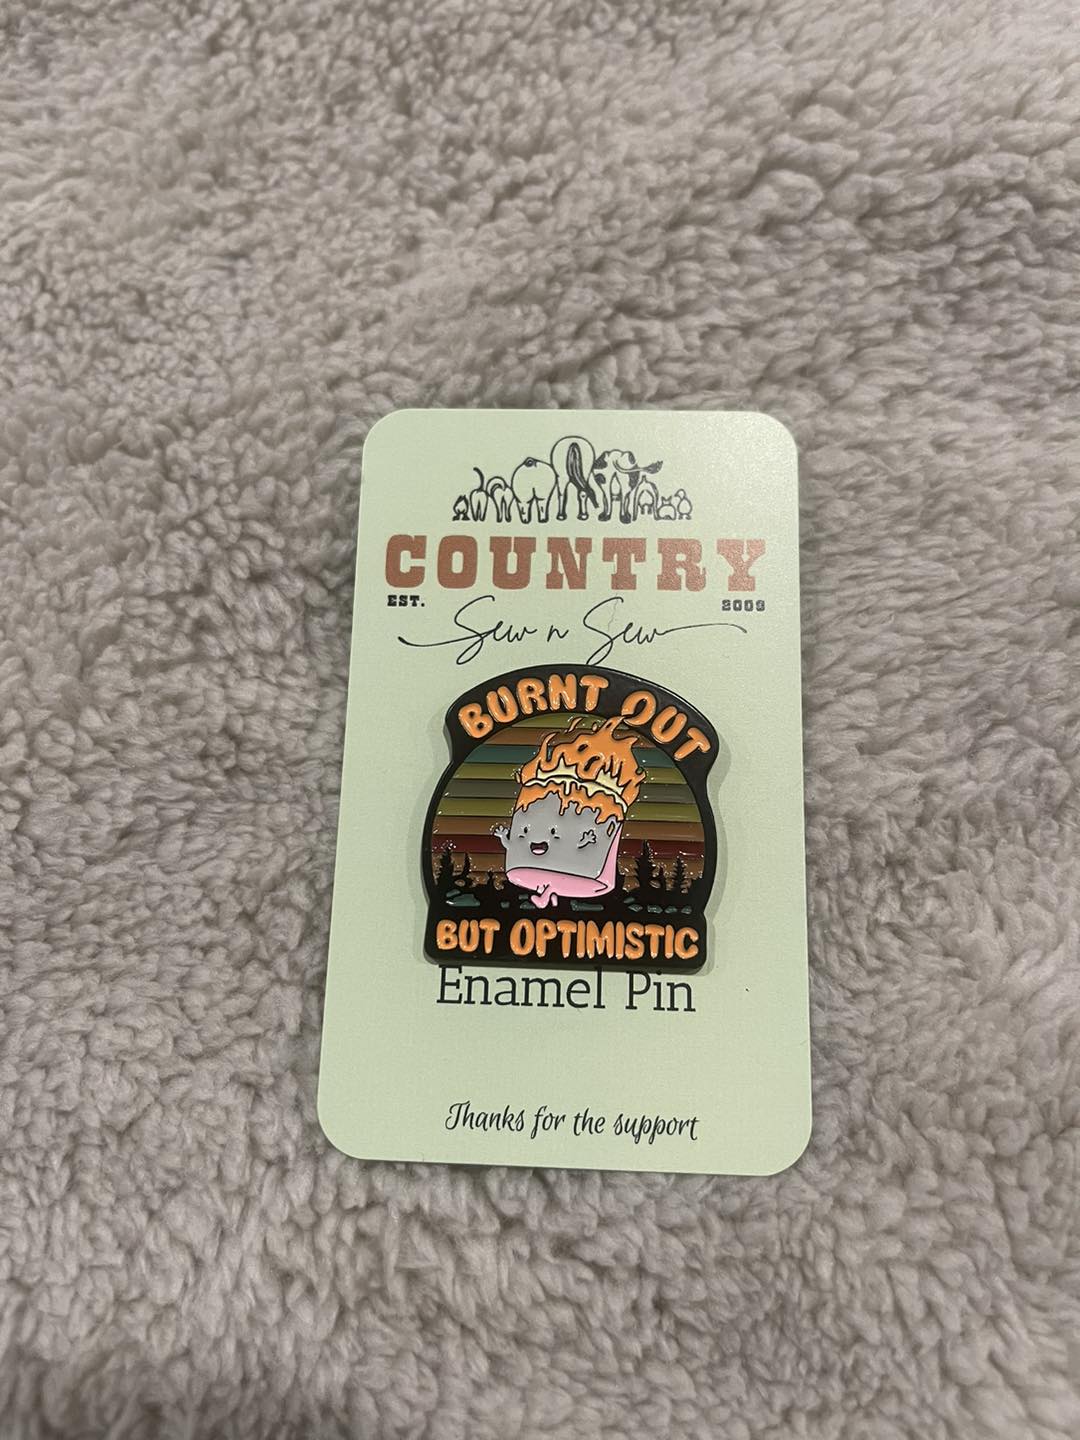 COUNTRY
EST. 2009
Sew n Sew
BURNT OUT
BUT OPTIMISTIC
Enamel Pin
Thanks for the support